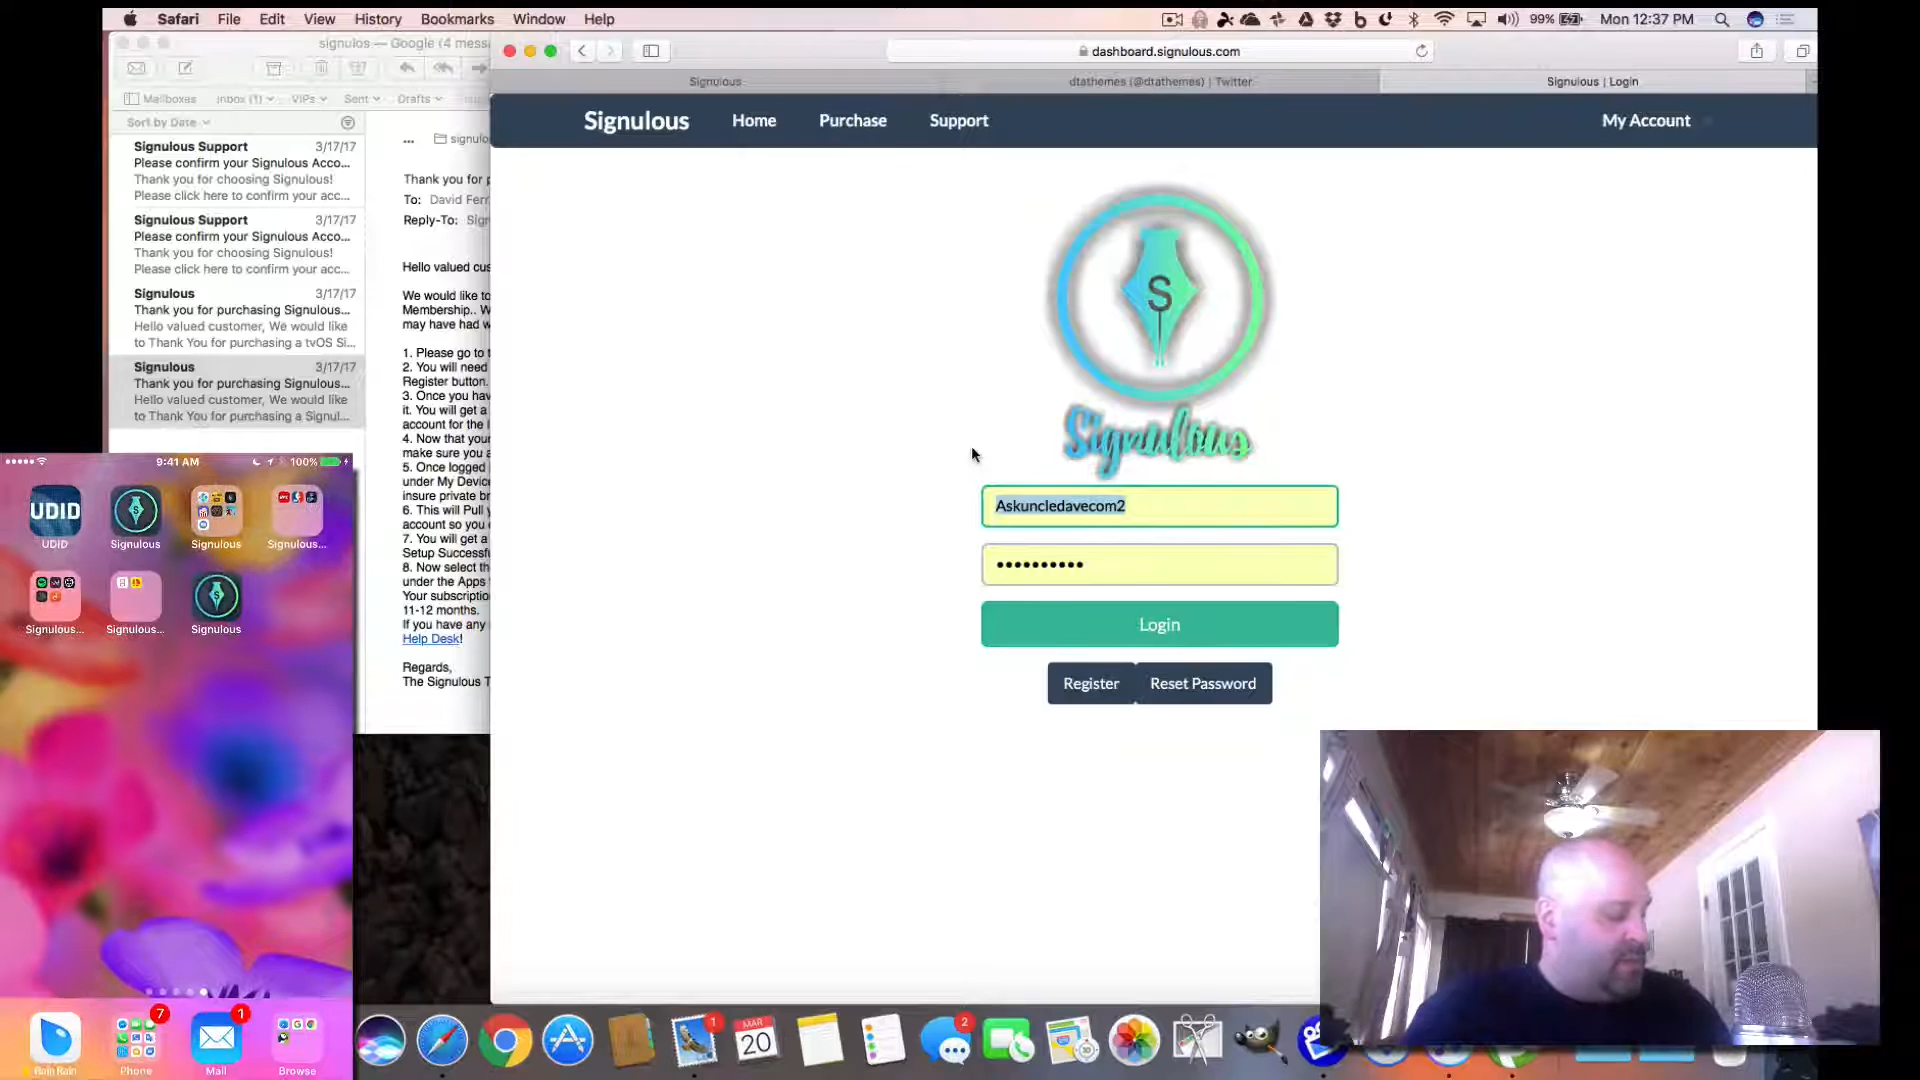 Safari File Edit View History Bookmarks Window Help
99% Mon 12:37 PM
signulos — Google (4 mess
dashboard.signulous.com
Signulous
dtathemes (@dtathemes) | Twitter
Signulous | Login
Mailboxes Inbox (1) VIPs Sent Drafts
Sort by Date
Signulous Home Purchase Support My Account
Signulous Support 3/17/17
Please confirm your Signulous Acco...
Thank you for choosing Signulous!
Please click here to confirm your acc...
Signulous Support 3/17/17
Please confirm your Signulous Acco...
Thank you for choosing Signulous!
Please click here to confirm your acc...
Signulous 3/17/17
Thank you for purchasing Signulous...
Hello valued customer, We would like
to Thank You for purchasing a tvOS Si...
Signulous 3/17/17
Thank you for purchasing Signulous...
Hello valued customer, We would like
to Thank You for purchasing a Signul...
... signulo
Thank you for p
To: David Ferr
Reply-To: Sign
Hello valued cus
We would like to
Membership.. W
may have had w
1. Please go to t
2. You will need
Register button.
3. Once you hav
it. You will get a
account for the
4. Now that your
make sure you a
5. Once logged
under My Device
insure private br
6. This will Pull y
account so you
7. You will get a
Setup Successf
8. Now select th
under the Apps
Your subscriptio
11-12 months.
If you have any
Help Desk!
Regards,
The Signulous T
S
Signulous
Askuncledavecom2
••••••••••
Login
Register Reset Password
9:41 AM 100%
UDID
UDID Signulous Signulous Signulous...
Signulous... Signulous... Signulous
7 1
Rain Rain Phone Mail Browse
1
MAR
20
2